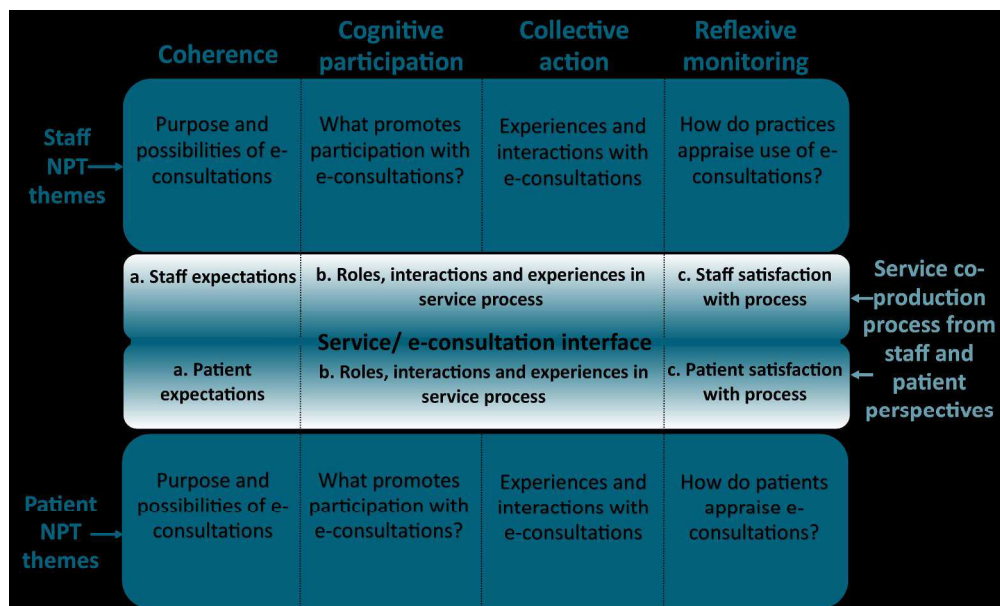 Coherence
Cognitive
participation
Collective
action
Reflexive
monitoring
Staff
NPT
themes
Purpose and
possibilities of e-
consultations
What promotes
participation with
e-consultations?
Experiences and
interactions with
e-consultations
How do practices
appraise use of e-
consultations?
a. Staff expectations
b. Roles, interactions and experiences in
service process
c. Staff satisfaction
with process
Service/ e-consultation interface
a. Patient
expectations
b. Roles, interactions and experiences in
service process
c. Patient satisfaction
with process
Service co-
production
process from
staff and
patient
perspectives
Patient
NPT
themes
Purpose and
possibilities of e-
consultations
What promotes
participation with
e-consultations?
Experiences and
interactions with
e-consultations
How do patients
appraise e-
consultations?